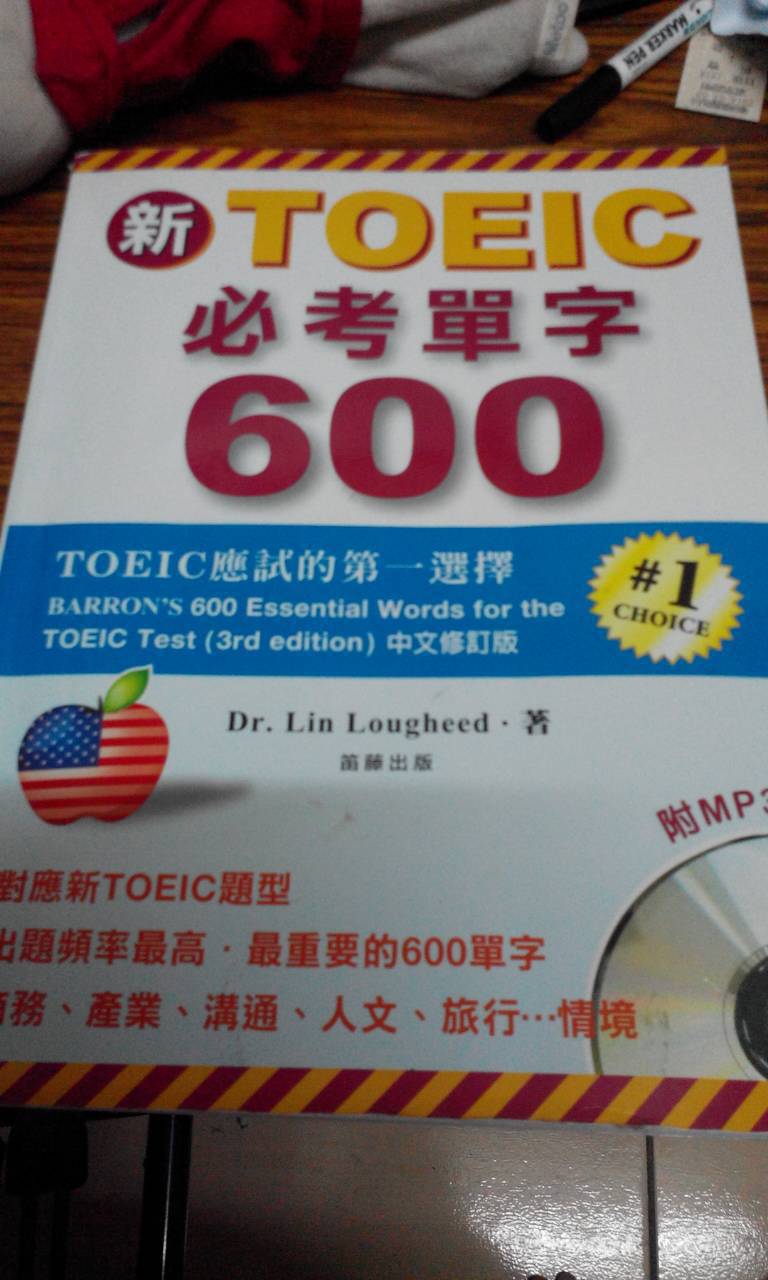 MARKER PEN
新 TOEIC
必考單字
600
TOEIC應試的第一選擇
BARRON'S 600 Essential Words for the
TOEIC Test (3rd edition) 中文修訂版
#1
CHOICE
Dr. Lin Lougheed · 著
笛藤出版
附MP3
對應新TOEIC題型
出題頻率最高·最重要的600單字
商務、產業、溝通、人文、旅行…情境